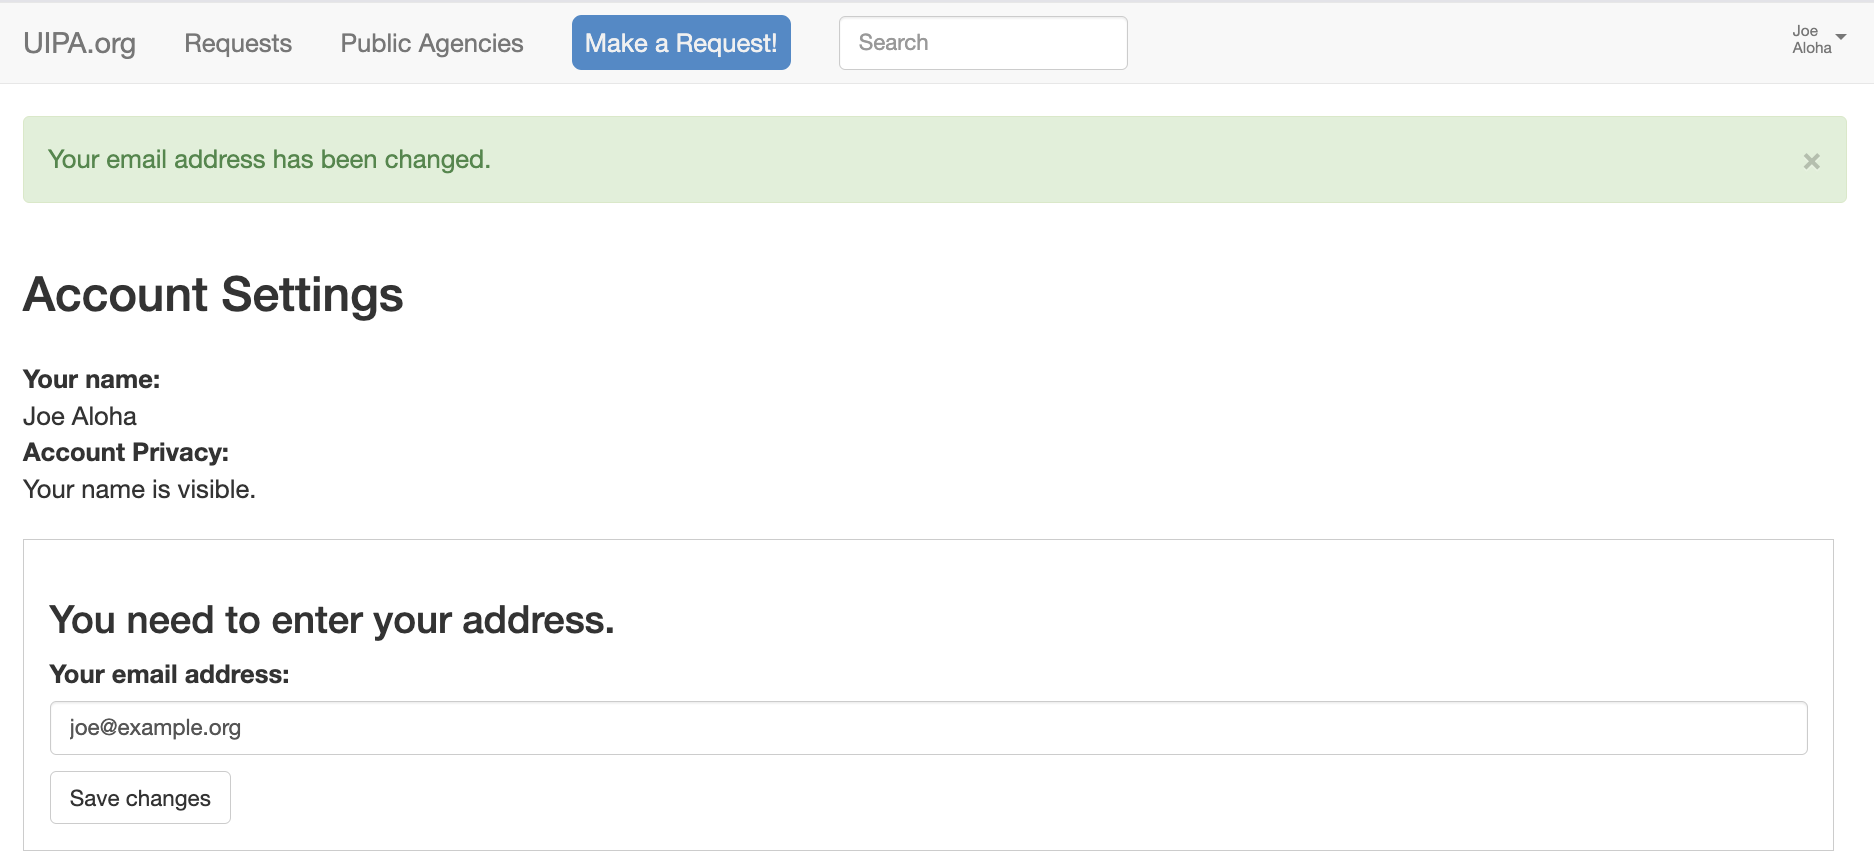 UIPA.org Requests Public Agencies Make a Request! Search Joe
Aloha
Your email address has been changed. ×
Account Settings
Your name:
Joe Aloha
Account Privacy:
Your name is visible.
You need to enter your address.
Your email address:
joe@example.org
Save changes